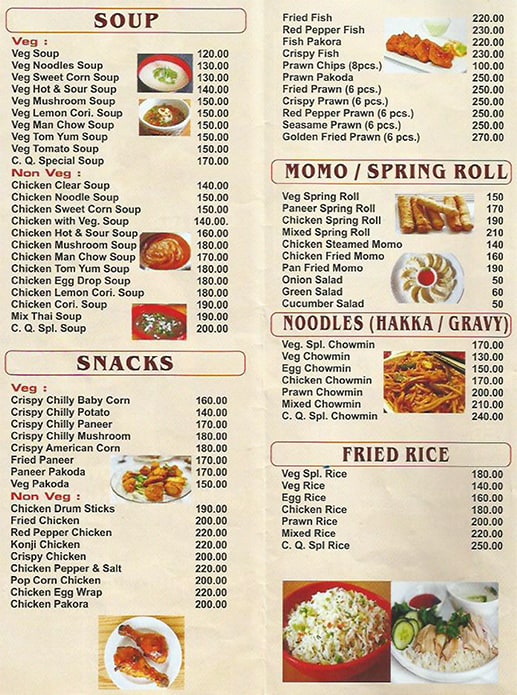 SOUP
Veg :
Veg Soup 120.00
Veg Noodles Soup 130.00
Veg Sweet Corn Soup 130.00
Veg Hot & Sour Soup 140.00
Veg Mushroom Soup 150.00
Veg Lemon Cori. Soup 150.00
Veg Man Chow Soup 150.00
Veg Tom Yum Soup 150.00
Veg Tomato Soup 150.00
C. Q. Special Soup 170.00
Non Veg :
Chicken Clear Soup 140.00
Chicken Noodle Soup 150.00
Chicken Sweet Corn Soup 150.00
Chicken with Veg. Soup 140.00.
Chicken Hot & Sour Soup 160.00
Chicken Mushroom Soup 180.00
Chicken Man Chow Soup 170.00
Chicken Tom Yum Soup 180.00
Chicken Egg Drop Soup 180.00
Chicken Lemon Cori. Soup 180.00
Chicken Cori. Soup 190.00
Mix Thai Soup 190.00
C. Q. Spl. Soup 200.00
SNACKS
Veg :
Crispy Chilly Baby Corn 160.00
Crispy Chilly Potato 140.00
Crispy Chilly Paneer 170.00
Crispy Chilly Mushroom 180.00
Crispy American Corn 180.00
Fried Paneer 170.00
Paneer Pakoda 170.00
Veg Pakoda 150.00
Non Veg :
Chicken Drum Sticks 190.00
Fried Chicken 200.00
Red Pepper Chicken 220.00
Konji Chicken 220.00
Crispy Chicken 200.00
Chicken Pepper & Salt 220.00
Pop Corn Chicken 200.00
Chicken Egg Wrap 220.00
Chicken Pakora 200.00
Fried Fish 220.00
Red Pepper Fish 230.00
Fish Pakora 220.00
Crispy Fish 230.00
Prawn Chips (8pcs.) 100.00
Prawn Pakoda 250.00
Fried Prawn (6 pcs.) 250.00
Crispy Prawn (6 pcs.) 250.00
Red Pepper Prawn (6 pcs.) 250.00
Seasame Prawn (6 pcs.) 250.00
Golden Fried Prawn (6 pcs.) 270.00
MOMO / SPRING ROLL
Veg Spring Roll 150
Paneer Spring Roll 170
Chicken Spring Roll 190
Mixed Spring Roll 210
Chicken Steamed Momo 140
Chicken Fried Momo 160
Pan Fried Momo 190
Onion Salad 50
Green Salad 60
Cucumber Salad 50
NOODLES (HAKKA / GRAVY)
Veg. Spl. Chowmin 170.00
Veg Chowmin 130.00
Egg Chowmin 150.00
Chicken Chowmin 170.00
Prawn Chowmin 200.00
Mixed Chowmin 210.00
C. Q. Spl. Chowmin 240.00
FRIED RICE
Veg Spl. Rice 180.00
Veg Rice 140.00
Egg Rice 160.00
Chicken Rice 180.00
Prawn Rice 200.00
Mixed Rice 220.00
C. Q. Spl Rice 250.00